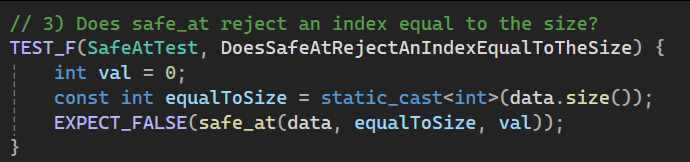 // 3) Does safe_at reject an index equal to the size?
TEST_F(SafeAtTest, DoesSafeAtRejectAnIndexEqualToTheSize) {
    int val = 0;
    const int equalToSize = static_cast<int>(data.size());
    EXPECT_FALSE(safe_at(data, equalToSize, val));
}